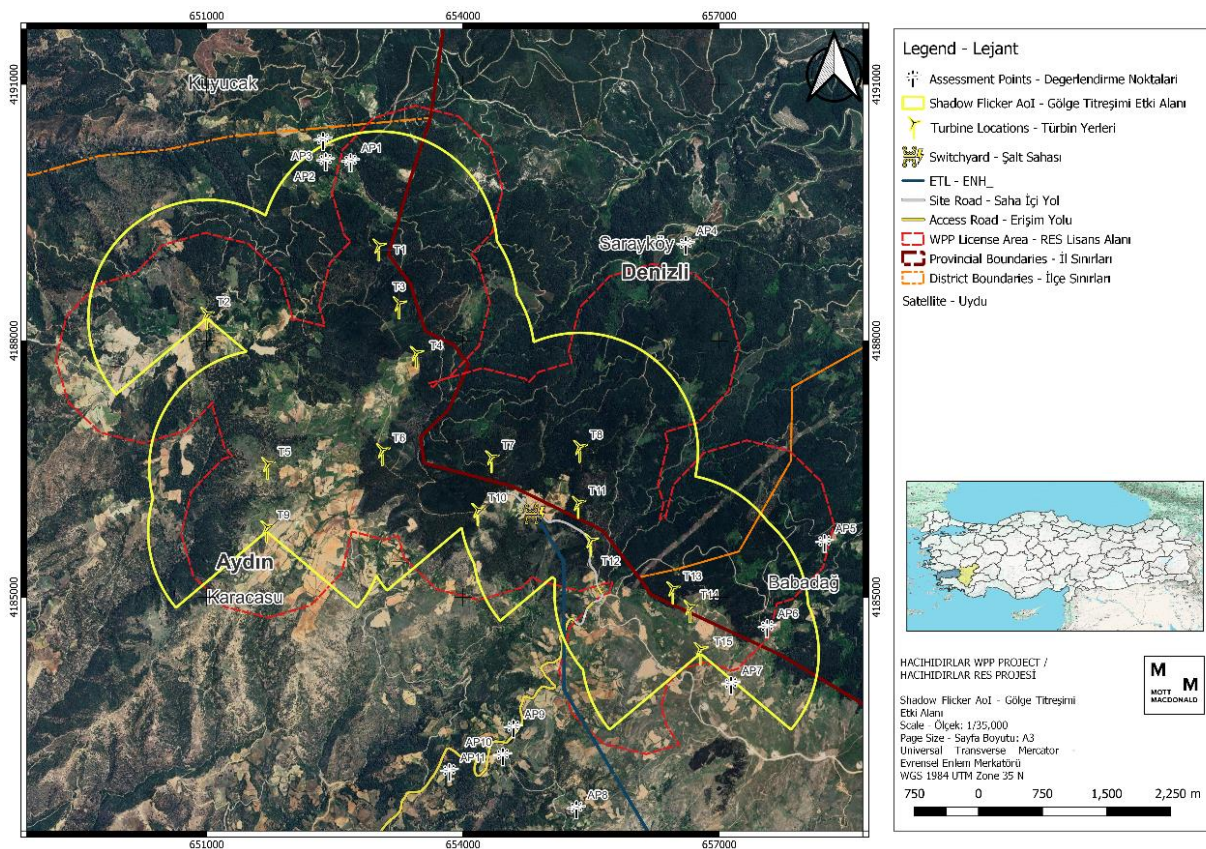 651000
654000
657000
4191000
4188000
4185000
4191000
4188000
4185000
651000
654000
657000
Kuyucak
AP3
AP1
AP2
Sarayköy
AP4
Denizli
T1
T2
T3
T4
T5
T6
T7
T8
T9
T10
T11
T12
AP5
Aydın
Karacasu
T13
Babadağ
T14
AP6
T15
AP7
AP9
AP10
AP11
AP8
Legend - Lejant
Assessment Points - Degerlendirme Noktalari
Shadow Flicker AoI - Gölge Titreşimi Etki Alanı
Turbine Locations - Türbin Yerleri
Switchyard - Şalt Sahası
ETL - ENH_
Site Road - Saha İçi Yol
Access Road - Erişim Yolu
WPP License Area - RES Lisans Alanı
Provincial Boundaries - İl Sınırları
District Boundaries - İlçe Sınırları
Satellite - Uydu
HACIHIDIRLAR WPP PROJECT /
HACIHIDIRLAR RES PROJESİ
M
M
MOTT
MACDONALD
Shadow Flicker AoI - Gölge Titreşimi
Etki Alanı
Scale - Ölçek: 1/35,000
Page Size - Sayfa Boyutu: A3
Universal Transverse Mercator -
Evrensel Enlem Merkatörü
WGS 1984 UTM Zone 35 N
750 0 750 1,500 2,250 m